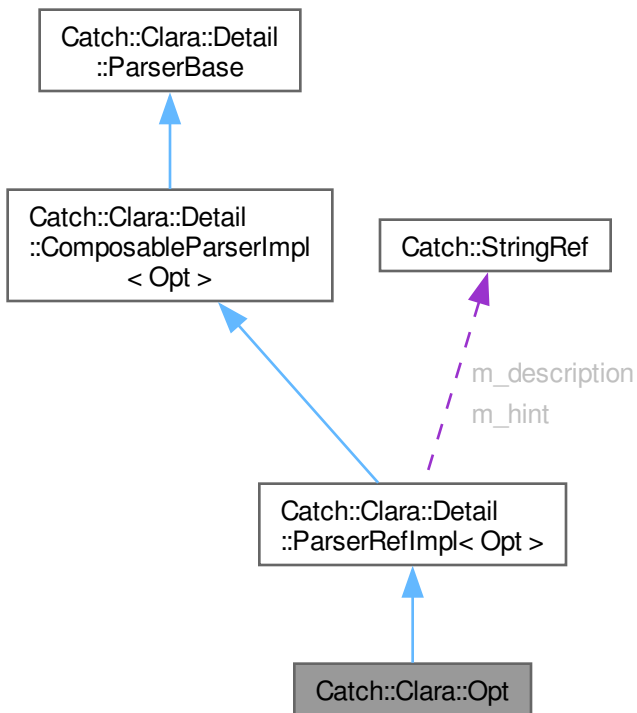 Catch::Clara::Detail
::ParserBase
Catch::Clara::Detail
::ComposableParserImpl
< Opt >
Catch::StringRef
m_description
m_hint
Catch::Clara::Detail
::ParserRefImpl< Opt >
Catch::Clara::Opt